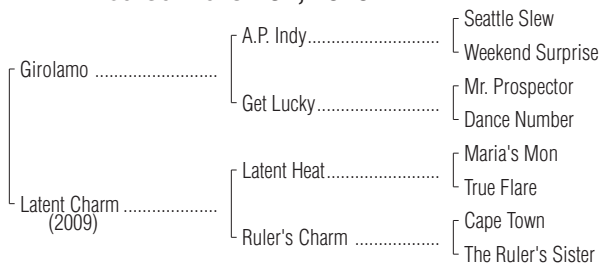 Seattle Slew
A.P. Indy
Weekend Surprise
Girolamo
Mr. Prospector
Get Lucky
Dance Number
Maria's Mon
Latent Heat
True Flare
Latent Charm
(2009)
Cape Town
Ruler's Charm
The Ruler's Sister